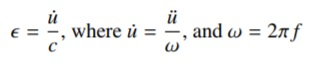 ϵ = u̇/c, where u̇ = ü/ω, and ω = 2πf